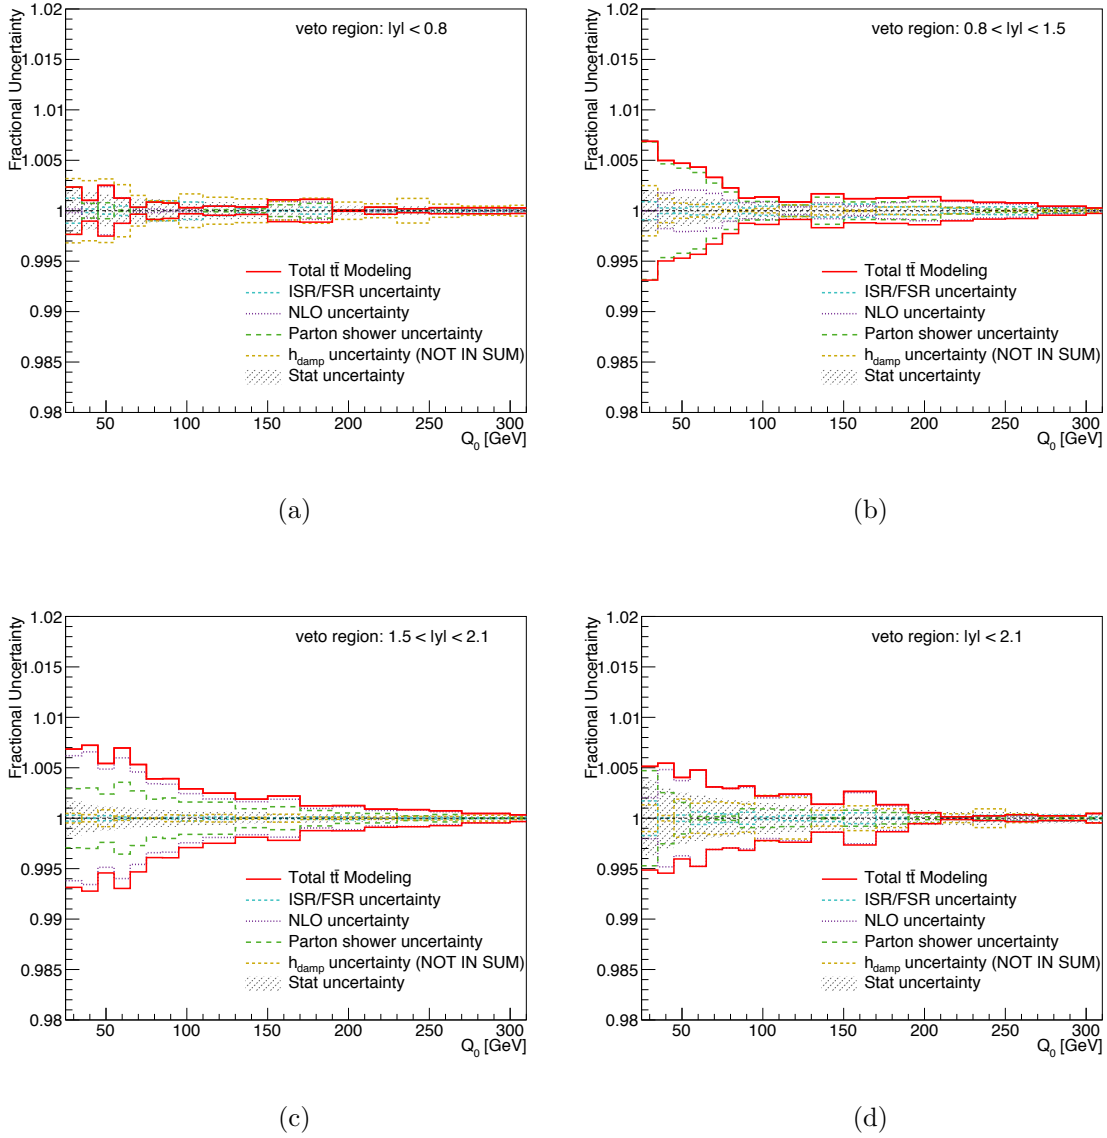 Fractional Uncertainty
1.02
1.015
1.01
1.005
1
0.995
0.99
0.985
0.98
veto region: |y| < 0.8
Total tt̄ Modeling
ISR/FSR uncertainty
NLO uncertainty
Parton shower uncertainty
h_damp uncertainty (NOT IN SUM)
Stat uncertainty
50 100 150 200 250 300
Q_0 [GeV]
(a)
Fractional Uncertainty
1.02
1.015
1.01
1.005
1
0.995
0.99
0.985
0.98
veto region: 0.8 < |y| < 1.5
Total tt̄ Modeling
ISR/FSR uncertainty
NLO uncertainty
Parton shower uncertainty
h_damp uncertainty (NOT IN SUM)
Stat uncertainty
50 100 150 200 250 300
Q_0 [GeV]
(b)
Fractional Uncertainty
1.02
1.015
1.01
1.005
1
0.995
0.99
0.985
0.98
veto region: 1.5 < |y| < 2.1
Total tt̄ Modeling
ISR/FSR uncertainty
NLO uncertainty
Parton shower uncertainty
h_damp uncertainty (NOT IN SUM)
Stat uncertainty
50 100 150 200 250 300
Q_0 [GeV]
(c)
Fractional Uncertainty
1.02
1.015
1.01
1.005
1
0.995
0.99
0.985
0.98
veto region: |y| < 2.1
Total tt̄ Modeling
ISR/FSR uncertainty
NLO uncertainty
Parton shower uncertainty
h_damp uncertainty (NOT IN SUM)
Stat uncertainty
50 100 150 200 250 300
Q_0 [GeV]
(d)